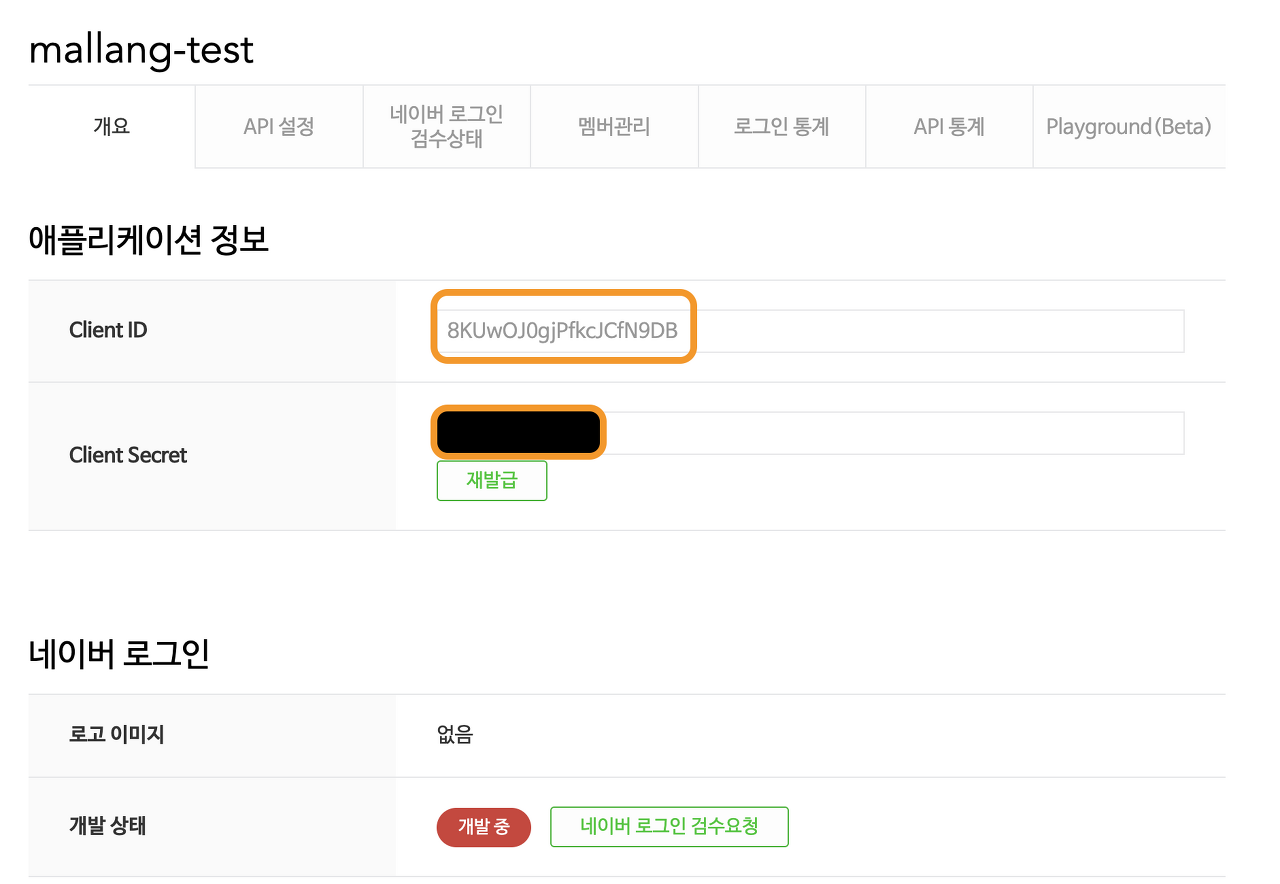 mallang-test
개요
API 설정
네이버 로그인
검수상태
멤버관리
로그인 통계
API 통계
Playground(Beta)
애플리케이션 정보
Client ID
8KUwOJ0gjPfkcJCfN9DB
Client Secret
재발급
네이버 로그인
로고 이미지
없음
개발 상태
개발 중
네이버 로그인 검수요청